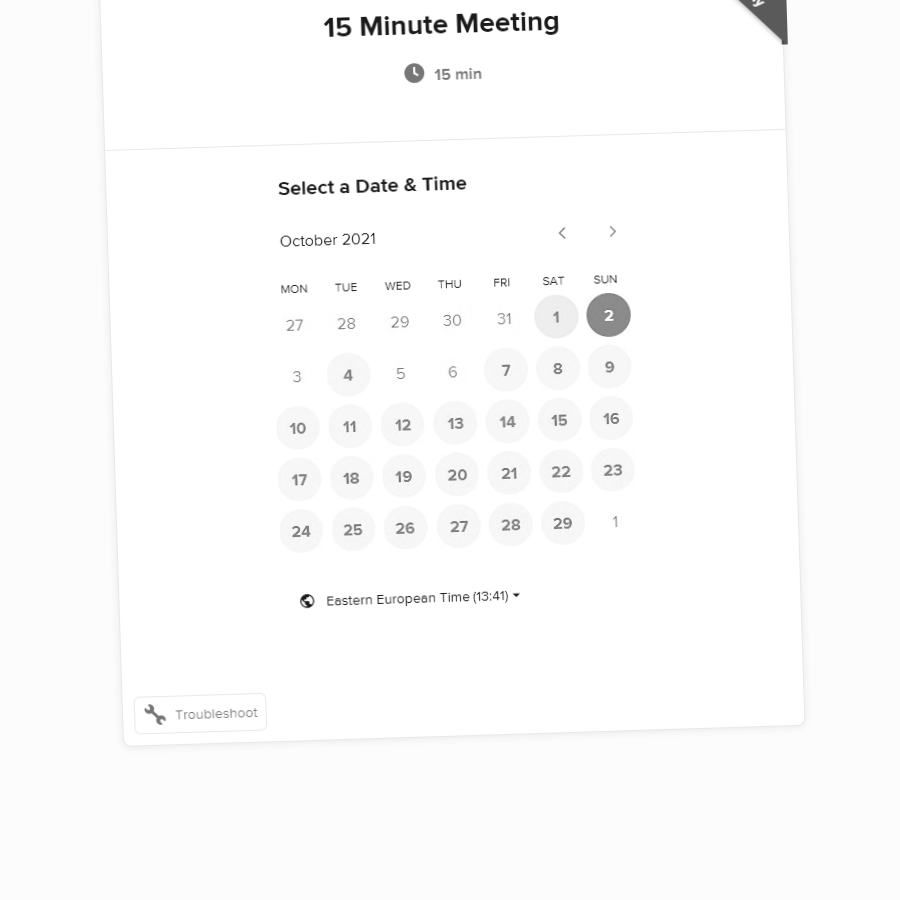 15 Minute Meeting
15 min
Select a Date & Time
October 2021
MON TUE WED THU FRI SAT SUN
27 28 29 30 31 1 2
3 4 5 6 7 8 9
10 11 12 13 14 15 16
17 18 19 20 21 22 23
24 25 26 27 28 29 1
Eastern European Time (13:41)
Troubleshoot